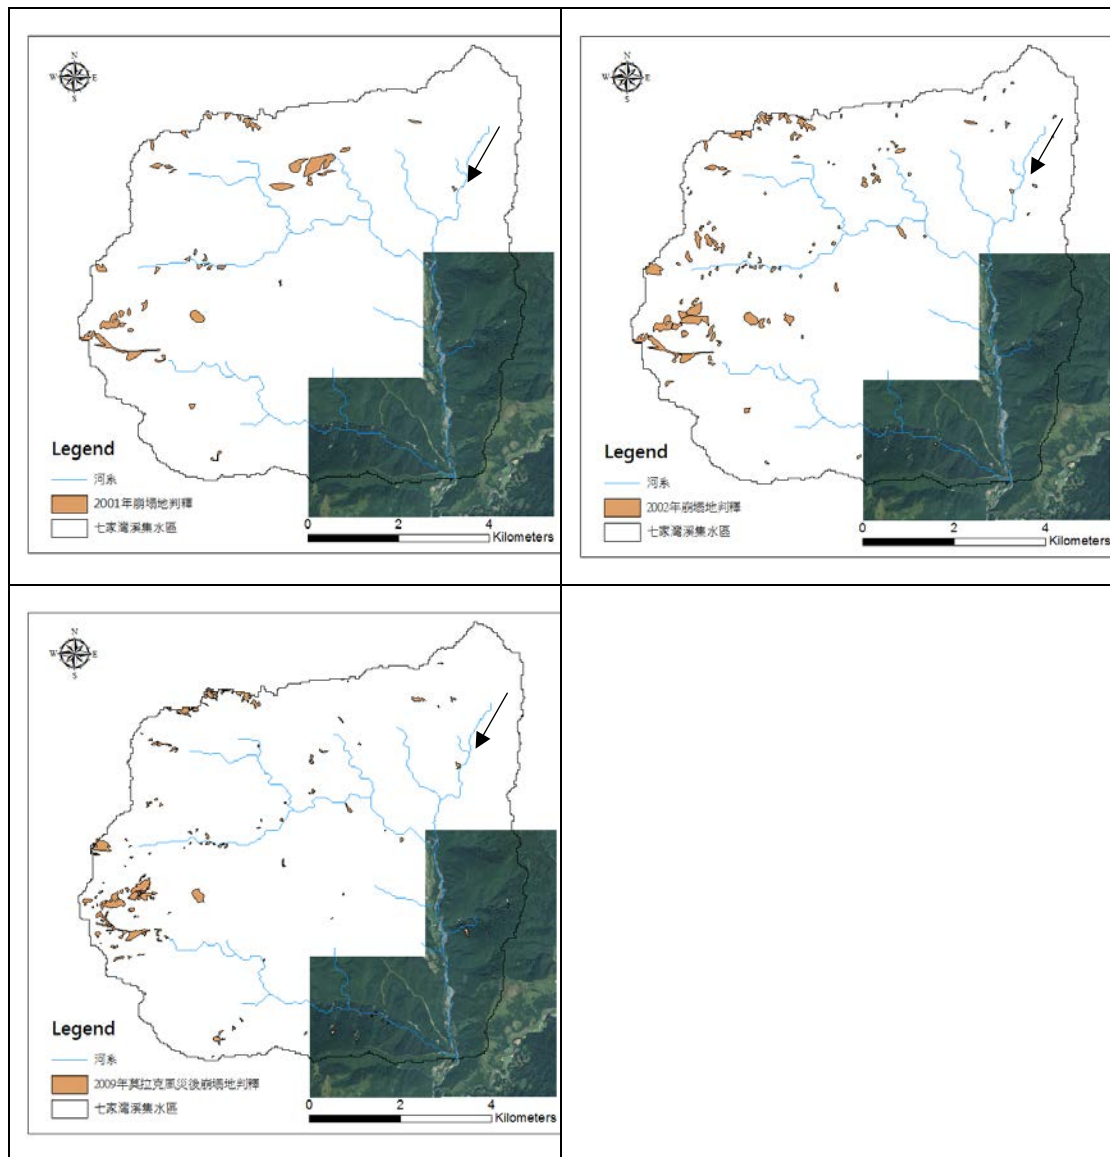 N
W E
S
Legend
河系
2001年崩塌地判釋
七家灣溪集水區
0 2 4
Kilometers
N
W E
S
Legend
河系
2002年崩塌地判釋
七家灣溪集水區
0 2 4
Kilometers
N
W E
S
Legend
河系
2009年莫拉克風災後崩塌地判釋
七家灣溪集水區
0 2 4
Kilometers